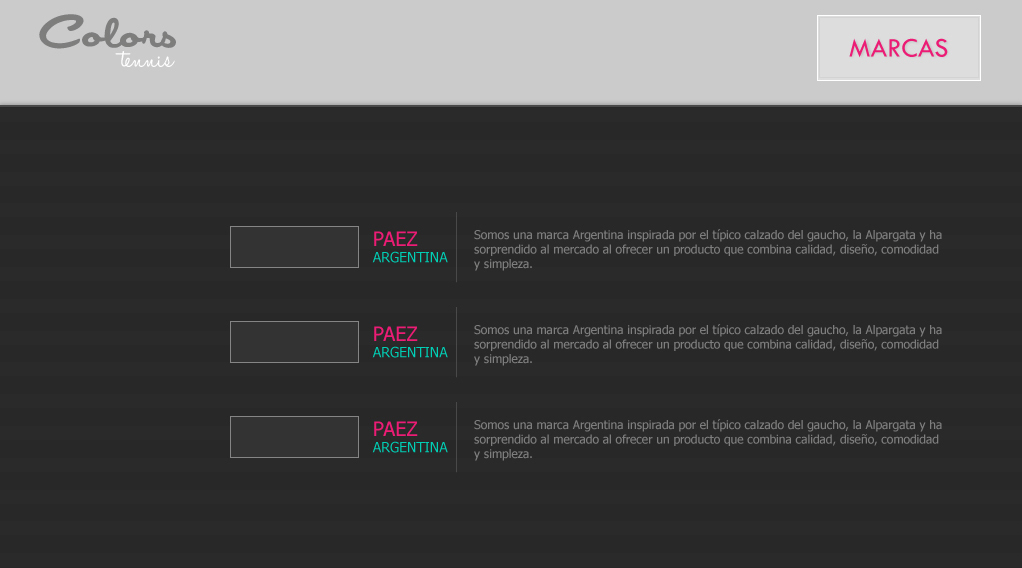 Colors
tennis
MARCAS
PAEZ
ARGENTINA
Somos una marca Argentina inspirada por el típico calzado del gaucho, la Alpargata y ha
sorprendido al mercado al ofrecer un producto que combina calidad, diseño, comodidad
y simpleza.
PAEZ
ARGENTINA
Somos una marca Argentina inspirada por el típico calzado del gaucho, la Alpargata y ha
sorprendido al mercado al ofrecer un producto que combina calidad, diseño, comodidad
y simpleza.
PAEZ
ARGENTINA
Somos una marca Argentina inspirada por el típico calzado del gaucho, la Alpargata y ha
sorprendido al mercado al ofrecer un producto que combina calidad, diseño, comodidad
y simpleza.